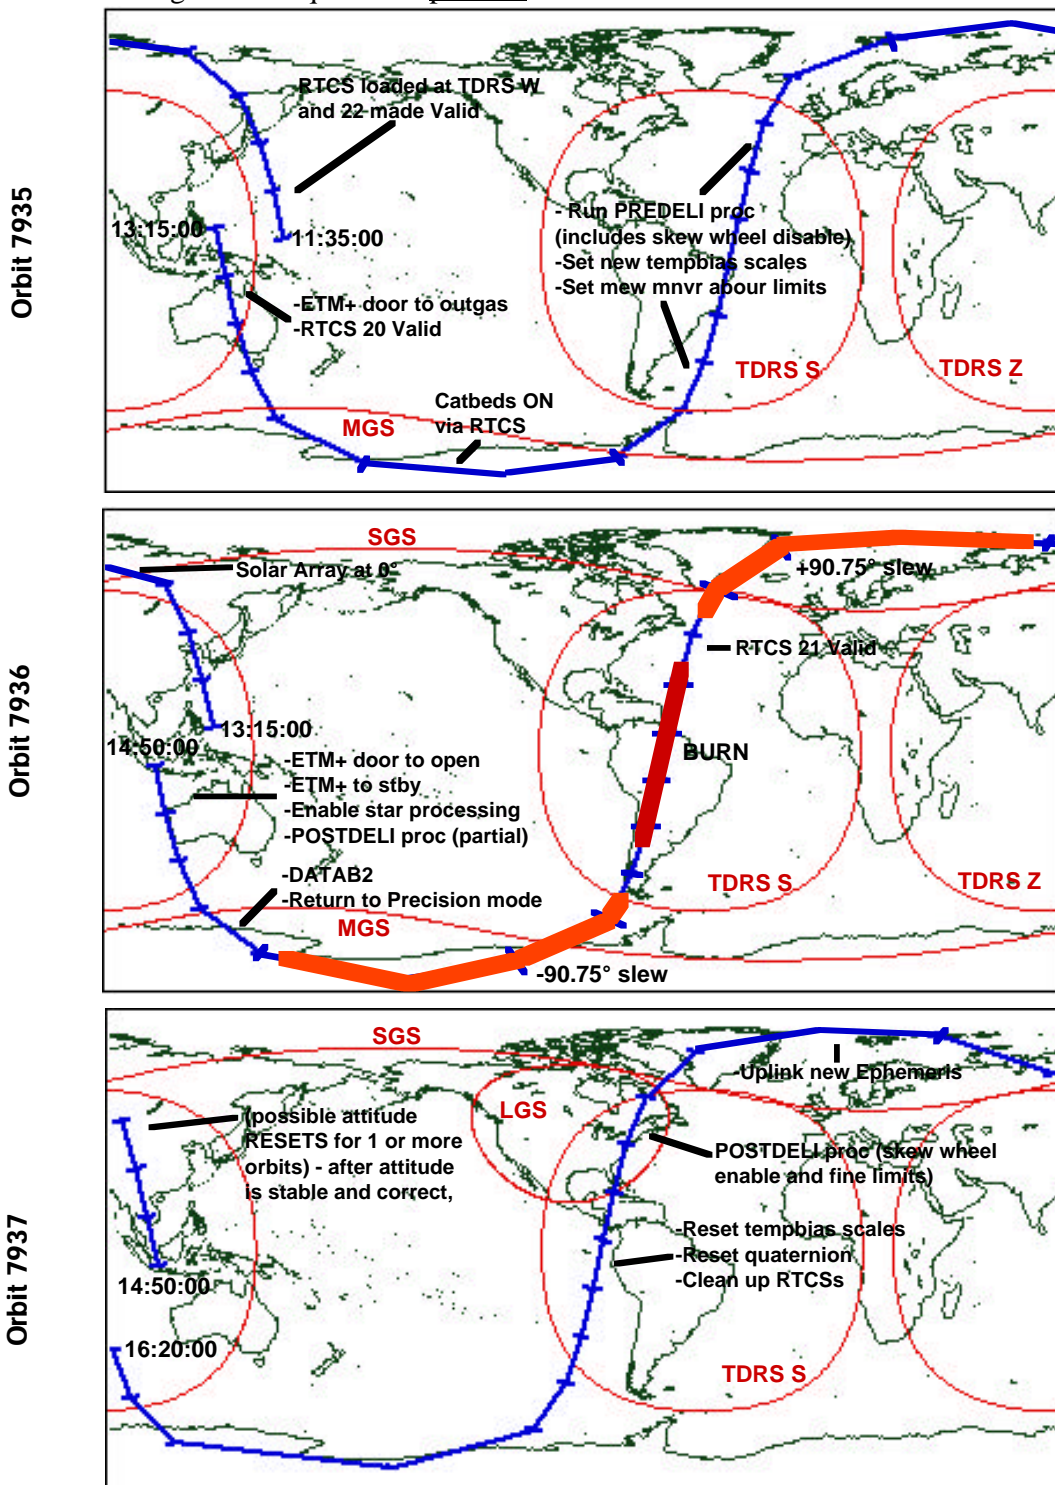 Orbit 7935
RTCS loaded at TDRS W
and 22 made Valid
13:15:00
11:35:00
- Run PREDELI proc
(includes skew wheel disable)
-Set new tempbias scales
-Set mew mnvr abour limits
-ETM+ door to outgas
-RTCS 20 Valid
TDRS S
TDRS Z
Catbeds ON
via RTCS
MGS
Orbit 7936
SGS
Solar Array at 0°
+90.75° slew
RTCS 21 Valid
13:15:00
14:50:00
BURN
-ETM+ door to open
-ETM+ to stby
-Enable star processing
-POSTDELI proc (partial)
-DATAB2
-Return to Precision mode
TDRS S
TDRS Z
MGS
-90.75° slew
Orbit 7937
SGS
-Uplink new Ephemeris
LGS
(possible attitude
RESETS for 1 or more
orbits) - after attitude
is stable and correct,
POSTDELI proc (skew wheel
enable and fine limits)
-Reset tempbias scales
-Reset quaternion
-Clean up RTCSs
14:50:00
16:20:00
TDRS S